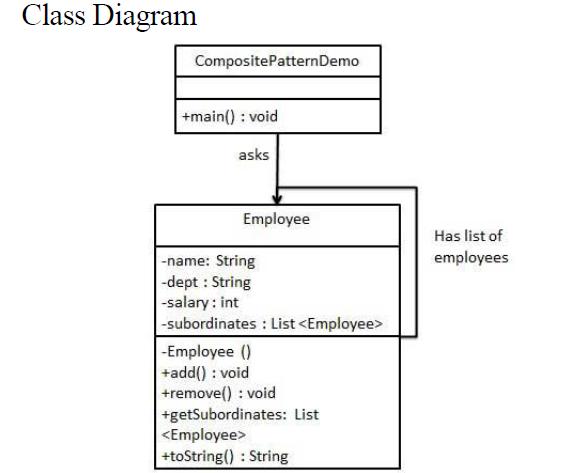 Class Diagram
CompositePatternDemo
+main() : void
asks
Employee
-name: String
-dept : String
-salary : int
-subordinates : List <Employee>
Has list of
employees
-Employee ()
+add() : void
+remove() : void
+getSubordinates: List
<Employee>
+toString() : String